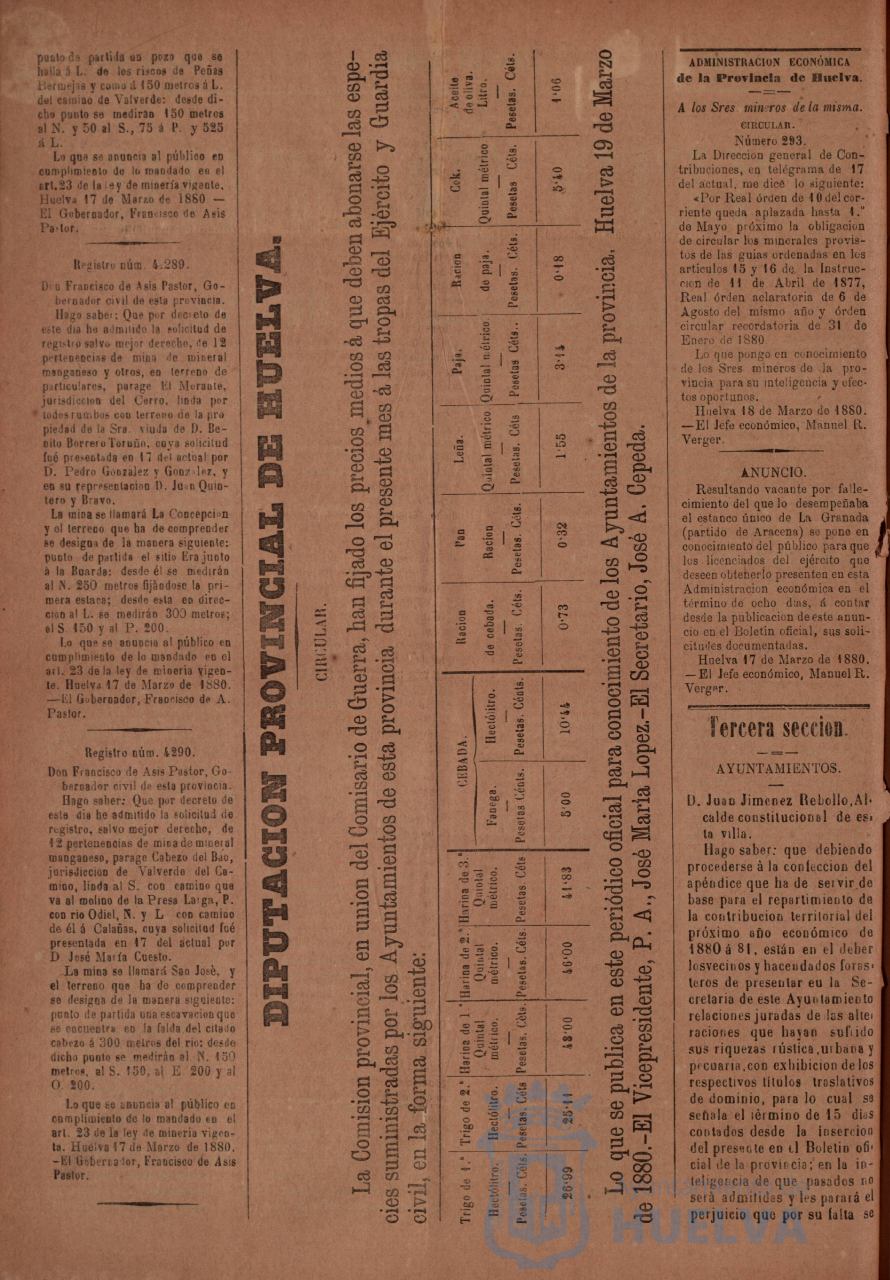 punto de partida un pozo que se
halla á L. de los riscos de Peñas
Bermejas y como á 150 metros á L.
del camino de Valverde: desde di-
cho punto se medirán 150 metros
al N. y 50 al S., 75 á P. y 525
á L.
Lo que se anuncia al público en
cumplimiento de lo mandado en el
art. 23 de la ley de minería vigente.
Huelva 17 de Marzo de 1880 —
El Gobernador, Francisco de Asis
Pastor.
Registro núm. 4.289.
Don Francisco de Asis Pastor, Go-
bernador civil de esta provincia.
Hago saber: Que por decreto de
este dia he admitido la solicitud de
registro salvo mejor derecho, de 12
pertenencias de mina de mineral
manganeso y otros, en terreno de
particulares, parage El Morante,
jurisdiccion del Cerro, linda por
todos rumbos con terreno de la pro
piedad de la Sra. viuda de D. Be-
nito Borrero Toruño, cuya solicitud
fué presentada en 17 del actual por
D. Pedro Gonzalez y Gonzalez, y
en su representacion D. Juan Quin-
tero y Bravo.
La mina se llamará La Concepcion
y el terreno que ha de comprender
se designa de la manera siguiente:
punto de partida el sitio Era junto
á la Buarda: desde él se medirán
al N. 250 metros fijándose la pri-
mera estaca; desde esta en direc-
cion al L. se medirán 300 metros;
el S. 150 y al P. 200.
Lo que se anuncia al público en
cumplimiento de lo mandado en el
art. 23 de la ley de mineria vigen-
te. Huelva 17 de Marzo de 1880.
—El Gobernador, Francisco de A.
Pastor.
Registro núm. 4290.
Don Francisco de Asis Pastor, Go-
bernador civil de esta provincia.
Hago saber: Que por decreto de
este dia he admitido la solicitud de
registro, salvo mejor derecho, de
12 pertenencias de mina de mineral
manganeso, parage Cabezo del Bao,
jurisdiccion de Valverde del Ca-
mino, linda al S. con camino que
va al molino de la Presa Larga, P.
con rio Odiel, N. y L con camino
de él á Calañas, cuya solicitud fué
presentada en 17 del actual por
D José María Cuesto.
La mina se llamará San José, y
el terreno que ha de comprender
se designa de la manera siguiente:
punto de partida una escavacion que
se encuentra en la falda del citado
cabezo á 300 metros del rio: desde
dicho punto se medirán al N. 150
metros, al S. 150, al E 200 y al
O. 200.
Lo que se anuncia al público en
cumplimiento de lo mandado en el
art. 23 de la ley de mineria vigen-
ta. Huelva 17 de Marzo de 1880.
-El Gobernador, Francisco de Asis
Pastor.
DIPUTACION PROVINCIAL DE HUELVA.
CIRCULAR.
La Comision provincial, en union del Comisario de Guerra, han fijado los precios medios á que deben abonarse las espe-
cies suministradas por los Ayuntamientos de esta provincia durante el presente mes á las tropas del Ejército y Guardia
civil, en la forma siguiente:
Trigo de 1.ª Trigo de 2.ª Harina de 1.ª Harina de 2.ª Harina de 3.ª CEBADA. Racion Pan Leña. Paja. Racion Cok. Aceite
Hectólitro. Hectólitro. Quintal métrico. Quintal métrico. Quintal métrico. Fanega. Hectólitro. de cebada. Racion Quintal métrico Quintal métrico de paja. Quintal métrico de oliva. Litro.
Pesetas. Céts. Pesetas. Céts Pesetas. Céts. Pesetas. Céts. Pesetas. Céts Pesetas Cénts. Pesetas. Cénts. Pesetas. Céts. Pesetas. Céts. Pesetas. Céts Pesetas Céts.. Pesetas. Céts. Pesetas Céts. Pesetas. Céts.
26·99 25·11 48·00 46·00 41·83 5·00 10·44 0·73 0·32 1·55 3·14 0·18 5·40 1·06
Lo que se publica en este periódico oficial para conocimiento de los Ayuntamientos de la provincia. Huelva 19 de Marzo
de 1880.-El Vicepresidente, P. A., José Maria Lopez.-El Secretario, José A. Cepeda.
ADMINISTRACION ECONÓMICA
de la Provincia de Huelva.
A los Sres. mineros de la misma.
CIRCULAR.
Número 293.
La Direccion general de Con-
tribuciones, en telégrama de 17
del actual, me dice lo siguiente:
«Por Real órden de 10 del cor-
riente queda aplazada hasta 1.º
de Mayo próximo la obligacion
de circular los minerales provis-
tos de las guias ordenadas en los
articulos 15 y 16 de la Instruc-
cion de 11 de Abril de 1877,
Real órden aclaratoria de 6 de
Agosto del mismo año y órden
circular recordatoria de 31 de
Enero de 1880
Lo que pongo en conocimiento
de los Sres. mineros de la pro-
vincia para su inteligencia y efec-
tos oportunos.
Huelva 18 de Marzo de 1880.
—El Jefe económico, Manuel R.
Verger.
ANUNCIO.
Resultando vacante por falle-
cimiento del que lo desempeñaba
el estanco único de La Granada
(partido de Aracena) se pone en
conocimiento del público para que
los licenciados del ejército que
deseen obtenerlo presenten en esta
Administracion económica en el
término de ocho dias, á contar
desde la publicacion de este anun-
cio en el Boletin oficial, sus soli-
citudes documentadas.
Huelva 17 de Marzo de 1880.
—El Jefe económico, Manuel R.
Verger.
Tercera seccion.
AYUNTAMIENTOS.
D. Juan Jimenez Rebollo, Al-
calde constitucional de es-
ta villa.
Hago saber: que debiendo
procederse á la confeccion del
apéndice que ha de servir de
base para el repartimiento de
la contribucion territorial del
próximo año económico de
1880 á 81, están en el deber
los vecinos y hacendados foras-
teros de presentar en la Se-
cretaria de este Ayuntamiento
relaciones juradas de las alte-
raciones que hayan sufrido
sus riquezas rústica, urbana y
pecuaria, con exhibicion de los
respectivos títulos traslativos
de dominio, para lo cual se
señala el término de 15 dias
contados desde la insercion
del presente en el Boletin ofi-
cial de la provincia; en la in-
teligencia de que pasados no
será admitidas y les parará el
perjuicio que por su falta se
HUELVA